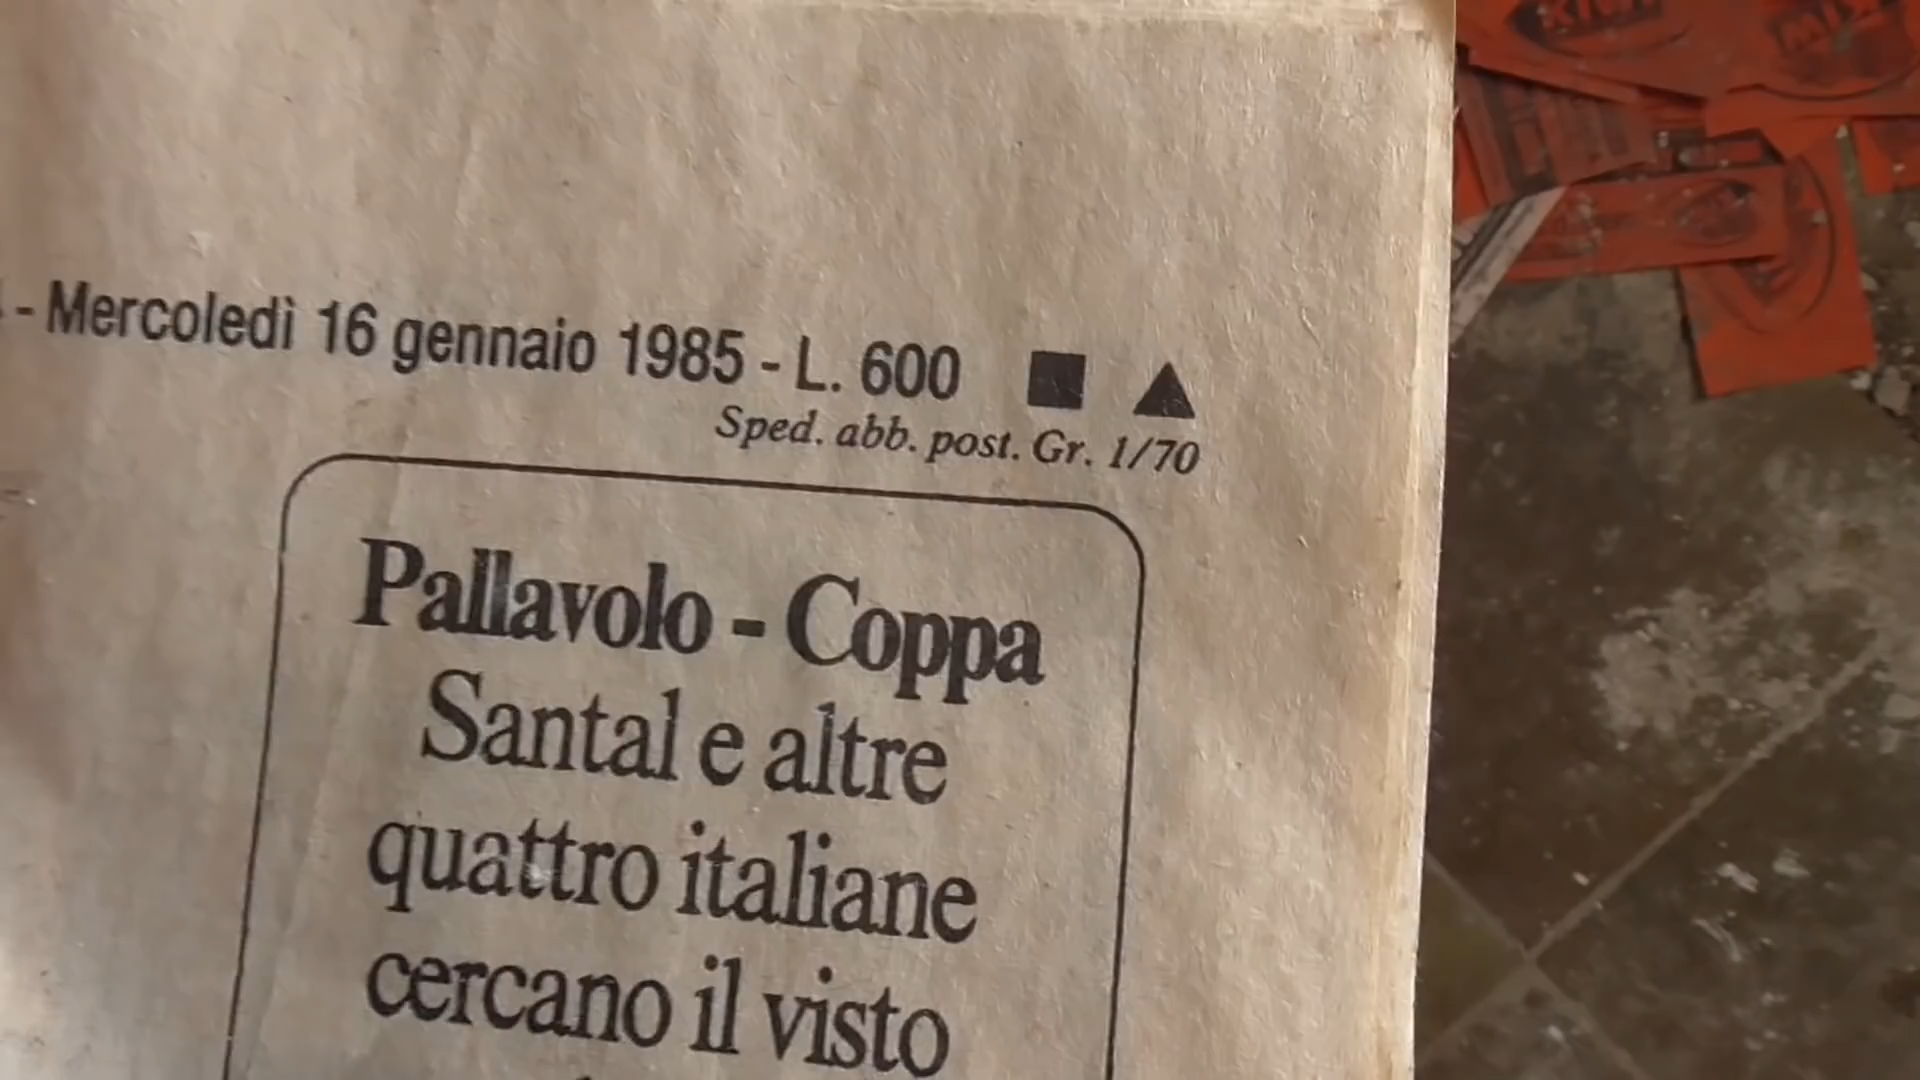 - Mercoledì 16 gennaio 1985 - L. 600 ■ ▲
Sped. abb. post. Gr. 1/70
Pallavolo - Coppa
Santal e altre
quattro italiane
cercano il visto